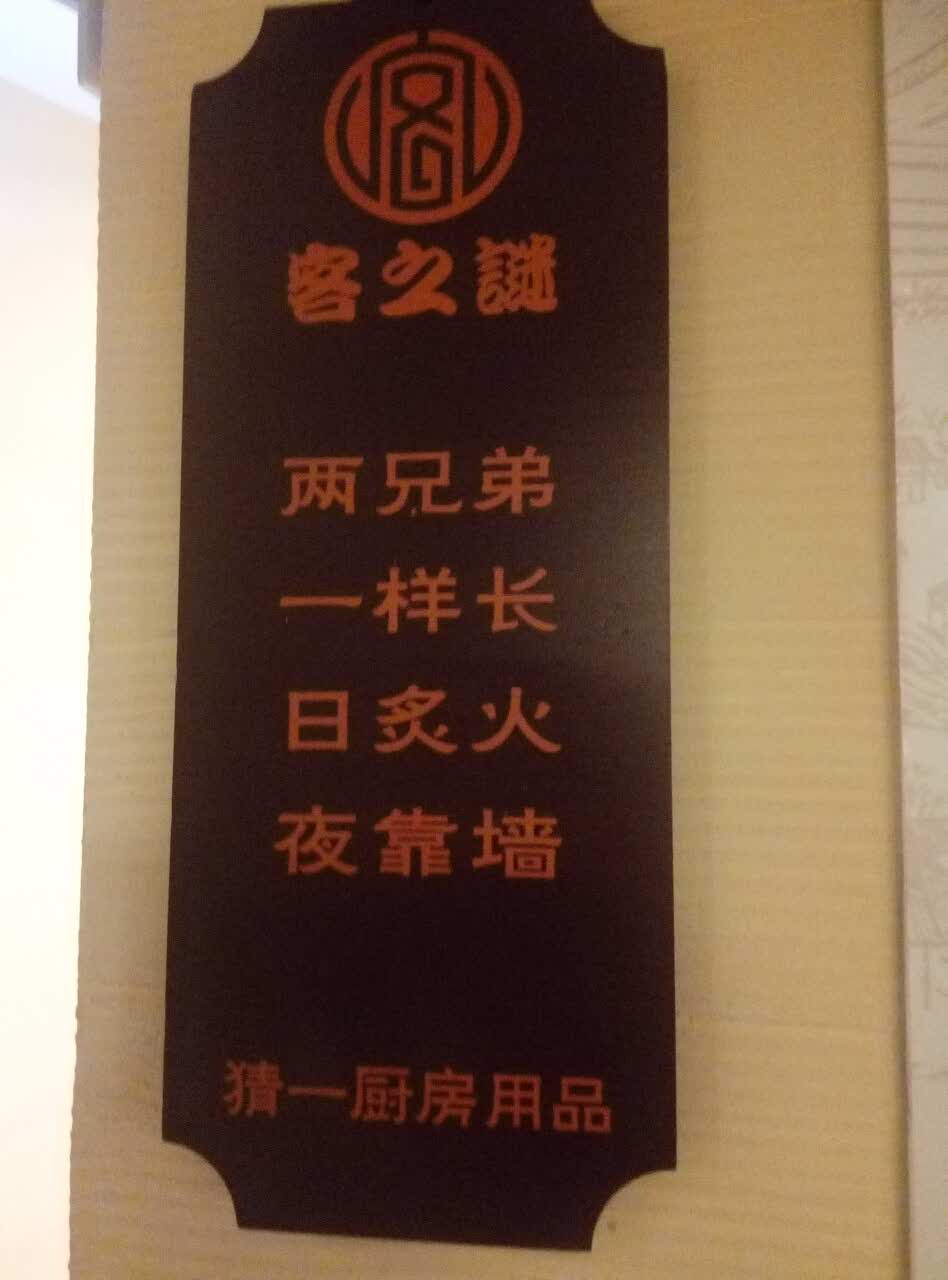 客之謎
两兄弟
一样长
日炙火
夜靠墙
猜一厨房用品